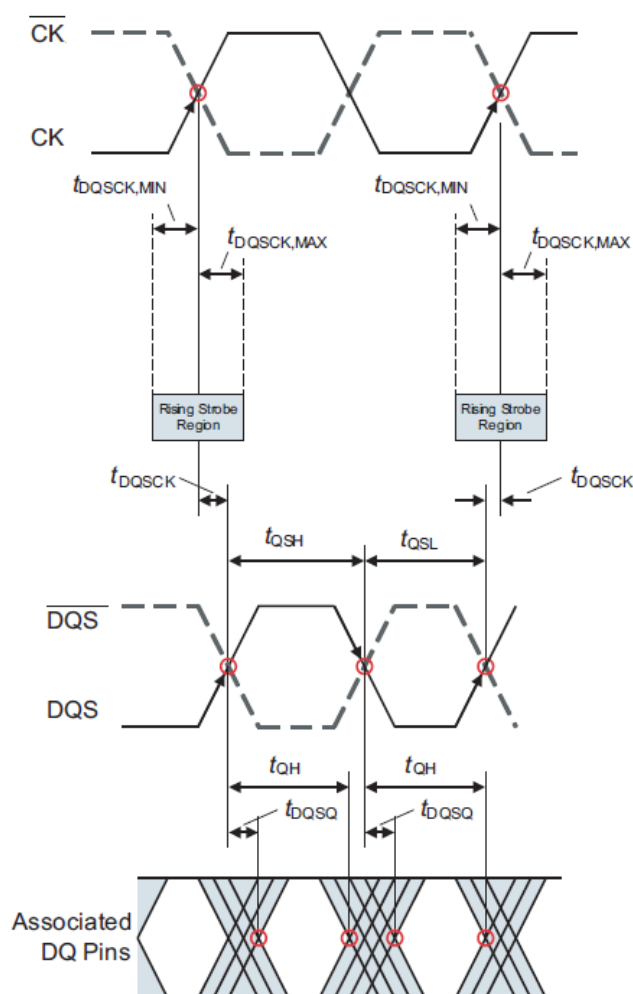 CK
CK
tDQSCK,MIN
tDQSCK,MIN
tDQSCK,MAX
tDQSCK,MAX
Rising Strobe
Region
Rising Strobe
Region
tDQSCK
tDQSCK
tQSH
tQSL
DQS
DQS
tQH
tQH
tDQSQ
tDQSQ
Associated
DQ Pins